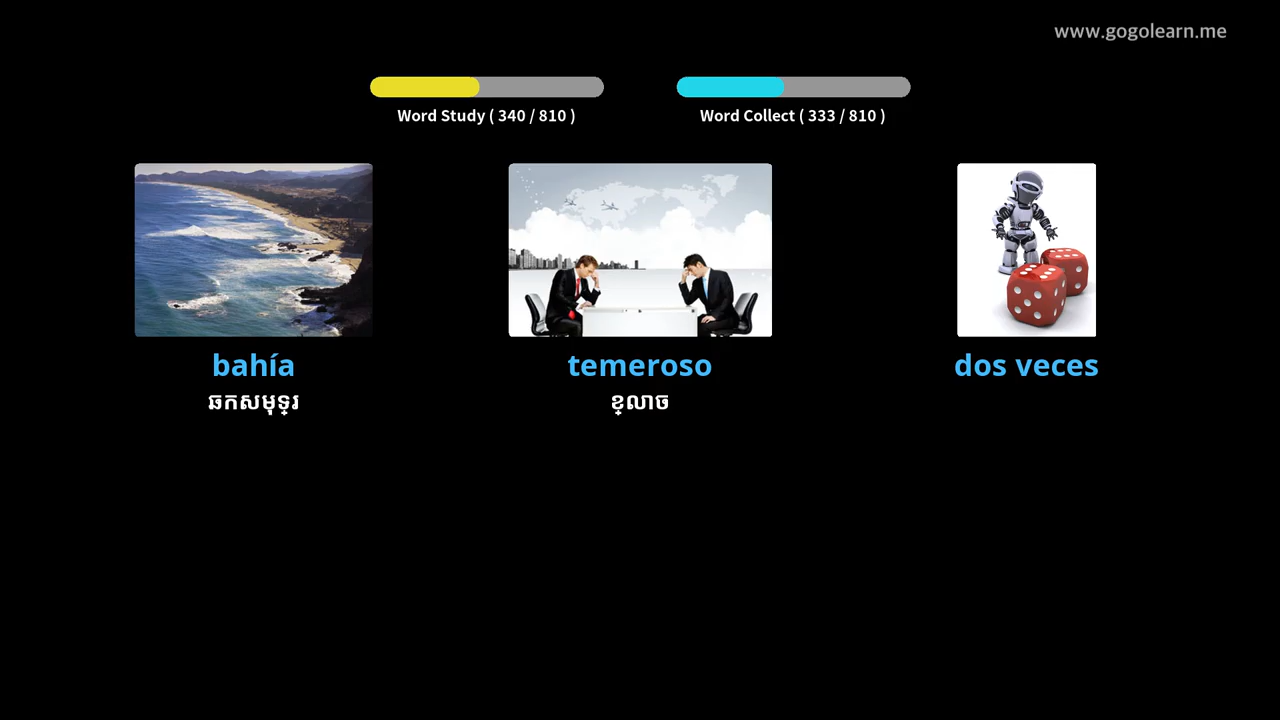 www.gogolearn.me
Word Study ( 340 / 810 )
Word Collect ( 333 / 810 )
bahía
temeroso
dos veces
ឆកសមុទ្រ
ខ្លាច